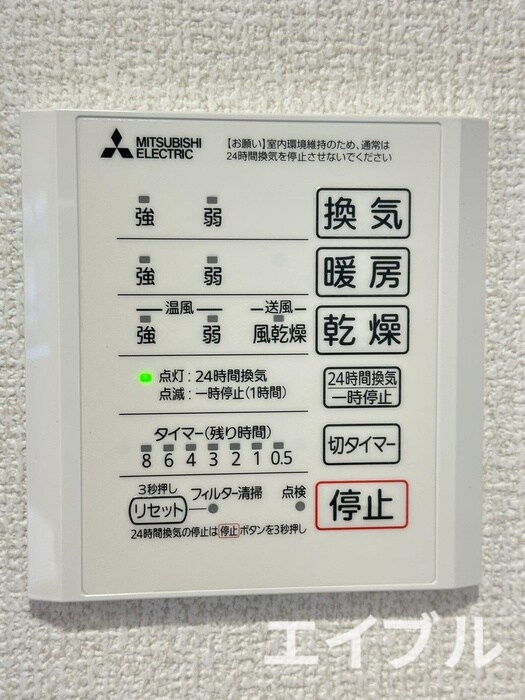 MITSUBISHI
ELECTRIC
【お願い】室内環境維持のため、通常は
24時間換気を停止させないでください
強 弱 換気
強 弱 暖房
温風 送風
強 弱 風乾燥 乾燥
点灯:24時間換気
点滅:一時停止(1時間)
24時間換気
一時停止
タイマー(残り時間)
8 6 4 3 2 1 0.5
切タイマー
3秒押し
リセット フィルター清掃 点検
停止
24時間換気の停止は停止ボタンを3秒押し
エイブル